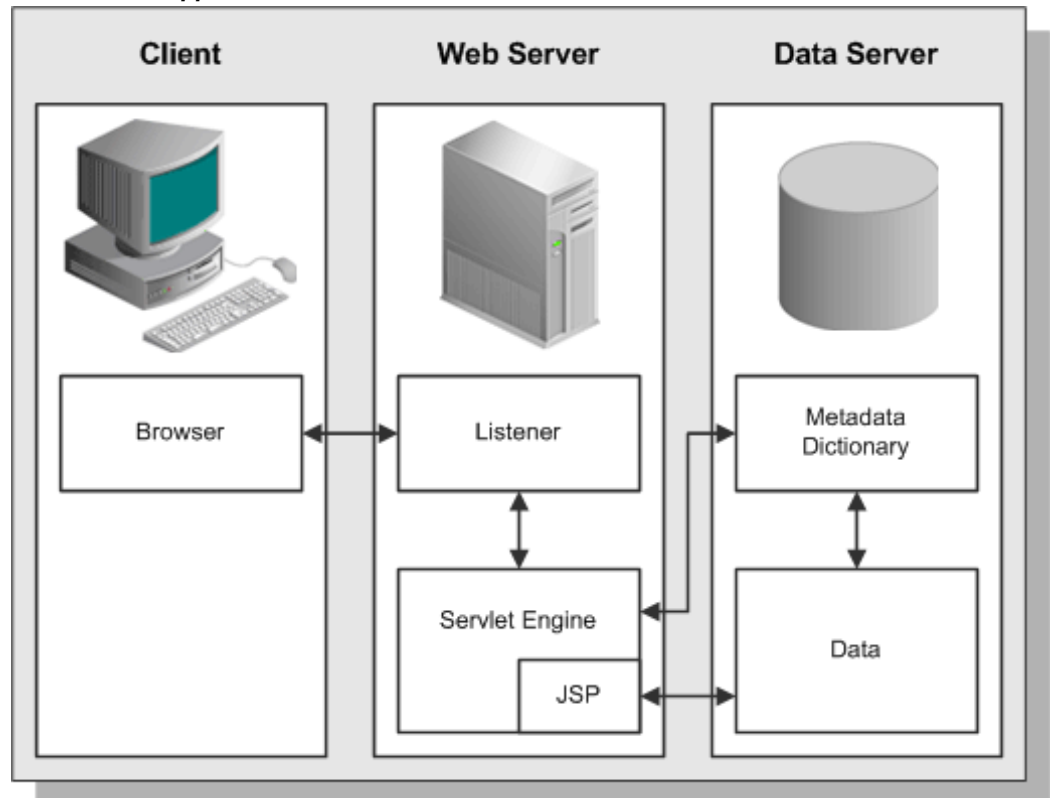 Client
Web Server
Data Server
Browser
Listener
Metadata
Dictionary
Servlet Engine
JSP
Data